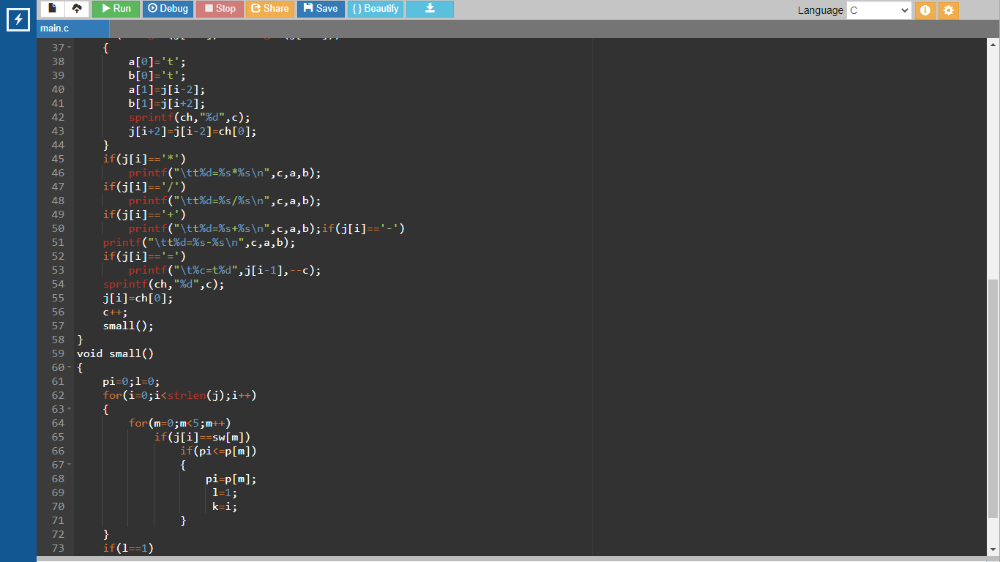 Run Debug Stop Share Save { } Beautify Language C
main.c
37 {
38 a[0]='t';
39 b[0]='t';
40 a[1]=j[i-2];
41 b[1]=j[i+2];
42 sprintf(ch,"%d",c);
43 j[i+2]=j[i-2]=ch[0];
44 }
45 if(j[i]=='*')
46 printf("\tt%d=%s*%s\n",c,a,b);
47 if(j[i]=='/')
48 printf("\tt%d=%s/%s\n",c,a,b);
49 if(j[i]=='+')
50 printf("\tt%d=%s+%s\n",c,a,b);if(j[i]=='-')
51 printf("\tt%d=%s-%s\n",c,a,b);
52 if(j[i]=='=')
53 printf("\t%c=t%d",j[i-1],--c);
54 sprintf(ch,"%d",c);
55 j[i]=ch[0];
56 c++;
57 small();
58 }
59 void small()
60 {
61 pi=0;l=0;
62 for(i=0;i<strlen(j);i++)
63 {
64 for(m=0;m<5;m++)
65 if(j[i]==sw[m])
66 if(pi<=p[m])
67 {
68 pi=p[m];
69 l=1;
70 k=i;
71 }
72 }
73 if(l==1)